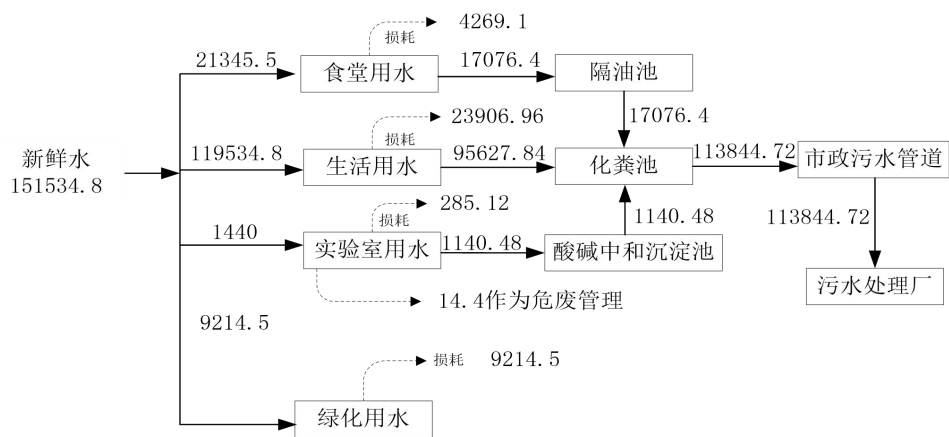 4269.1
损耗
21345.5
食堂用水
17076.4
隔油池
17076.4
23906.96
损耗
新鲜水
151534.8
119534.8
生活用水
95627.84
化粪池
113844.72
市政污水管道
285.12
损耗
1440
实验室用水
1140.48
酸碱中和沉淀池
1140.48
113844.72
14.4作为危废管理
污水处理厂
9214.5
损耗
9214.5
绿化用水